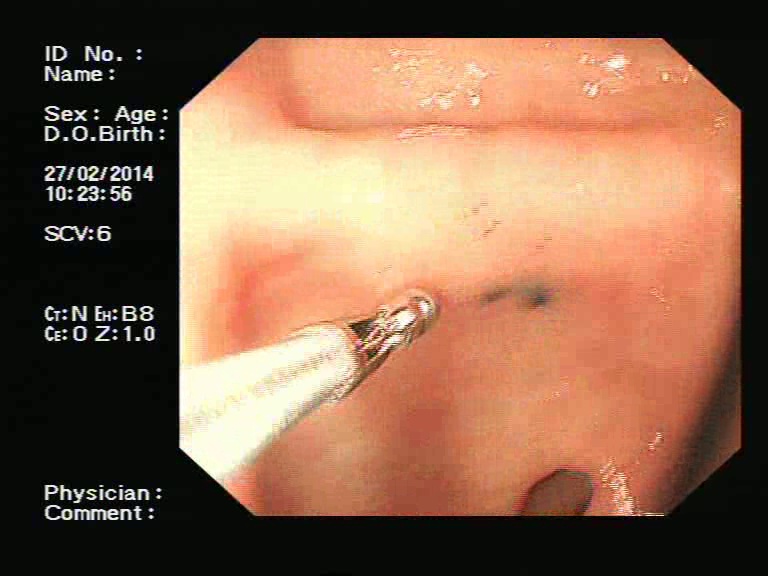 ID No. :
Name:
Sex: Age:
D.O.Birth:
27/02/2014
10:23:56
SCV:6
CT:N EH:B8
CE:0 Z:1.0
Physician:
Comment: